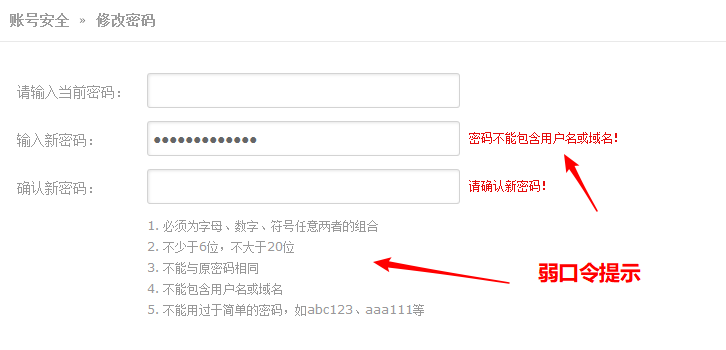 账号安全 » 修改密码
请输入当前密码：
输入新密码： ●●●●●●●●●●●●● 密码不能包含用户名或域名!
确认新密码： 请确认新密码!
1. 必须为字母、数字、符号任意两者的组合
2. 不少于6位，不大于20位
3. 不能与原密码相同
弱口令提示
4. 不能包含用户名或域名
5. 不能用过于简单的密码，如abc123、aaa111等